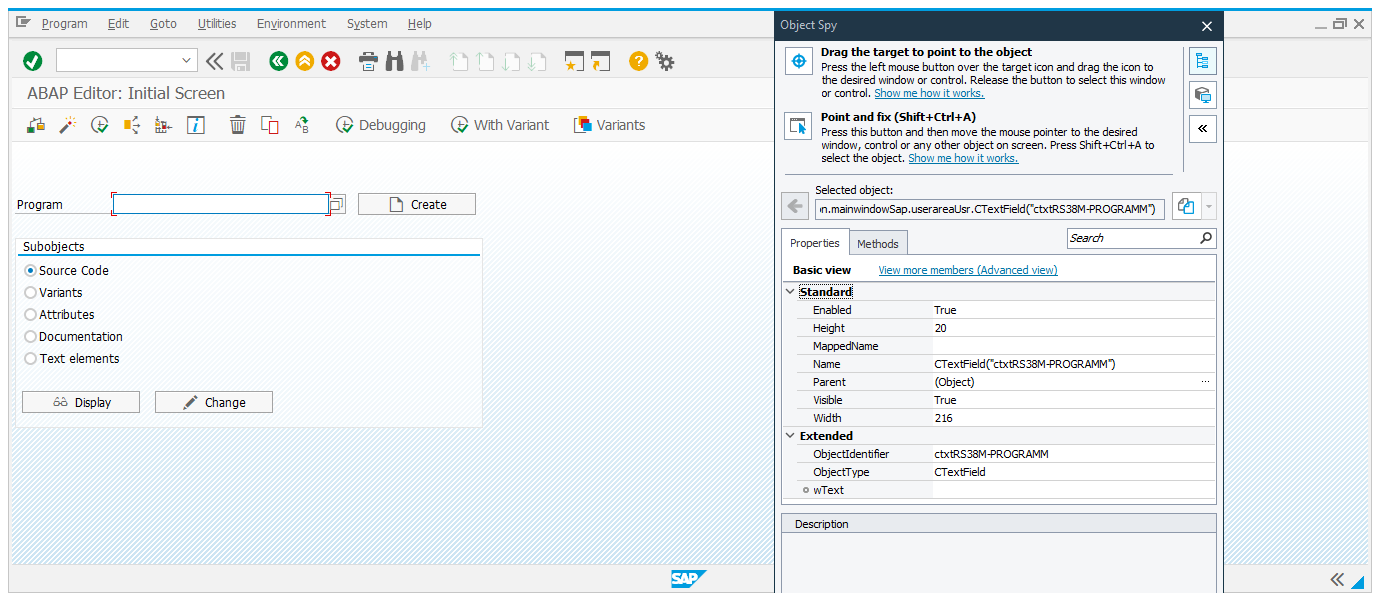 Program Edit Goto Utilities Environment System Help
ABAP Editor: Initial Screen
Debugging With Variant Variants
Program
Create
Subobjects
Source Code
Variants
Attributes
Documentation
Text elements
Display Change
SAP
Object Spy
Drag the target to point to the object
Press the left mouse button over the target icon and drag the icon to
the desired window or control. Release the button to select this window
or control. Show me how it works.
Point and fix (Shift+Ctrl+A)
Press this button and then move the mouse pointer to the desired
window, control or any other object on screen. Press Shift+Ctrl+A to
select the object. Show me how it works.
Selected object:
n.mainwindowSap.userareaUsr.CTextField("ctxtRS38M-PROGRAMM")
Properties Methods
Search
Basic view View more members (Advanced view)
Standard
Enabled True
Height 20
MappedName
Name CTextField("ctxtRS38M-PROGRAMM")
Parent (Object) ...
Visible True
Width 216
Extended
ObjectIdentifier ctxtRS38M-PROGRAMM
ObjectType CTextField
wText
Description